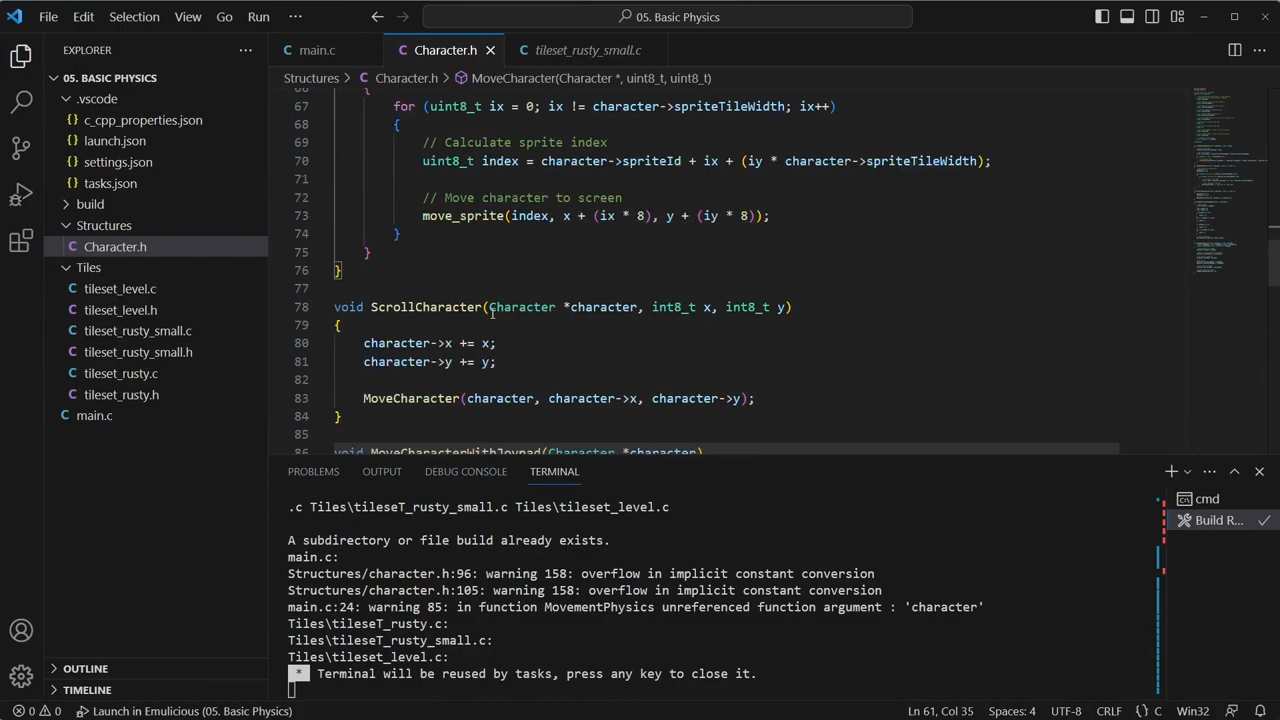 File Edit Selection View Go Run ··· 05. Basic Physics
EXPLORER ···
05. BASIC PHYSICS
.vscode
{} c_cpp_properties.json
{} launch.json
{} settings.json
{} tasks.json
build
Structures
C Character.h
Tiles
C tileset_level.c
C tileset_level.h
C tileset_rusty_small.c
C tileset_rusty_small.h
C tileset_rusty.c
C tileset_rusty.h
C main.c
OUTLINE
TIMELINE
C main.c C Character.h × C tileset_rusty_small.c
Structures > C Character.h > MoveCharacter(Character *, uint8_t, uint8_t)
66 {
67 for (uint8_t ix = 0; ix != character->spriteTileWidth; ix++)
68 {
69 // Calculate sprite index
70 uint8_t index = character->spriteID + ix + (iy * character->spriteTileWidth);
71
72 // Move character to screen
73 move_sprite(index, x + (ix * 8), y + (iy * 8));
74 }
75 }
76 }
77
78 void ScrollCharacter(Character *character, int8_t x, int8_t y)
79 {
80 character->x += x;
81 character->y += y;
82
83 MoveCharacter(character, character->x, character->y);
84 }
85
86 void MoveCharacterWithJoypad(Character *character)
PROBLEMS OUTPUT DEBUG CONSOLE TERMINAL
.c Tiles\tileseT_rusty_small.c Tiles\tileset_level.c
A subdirectory or file build already exists.
main.c:
Structures/character.h:96: warning 158: overflow in implicit constant conversion
Structures/character.h:105: warning 158: overflow in implicit constant conversion
main.c:24: warning 85: in function MovementPhysics unreferenced function argument : 'character'
Tiles\tileseT_rusty.c:
Tiles\tileseT_rusty_small.c:
Tiles\tileset_level.c:
* Terminal will be reused by tasks, press any key to close it.
cmd
Build R...
0 0 Launch in Emulicious (05. Basic Physics) Ln 61, Col 35 Spaces: 4 UTF-8 CRLF {} C Win32